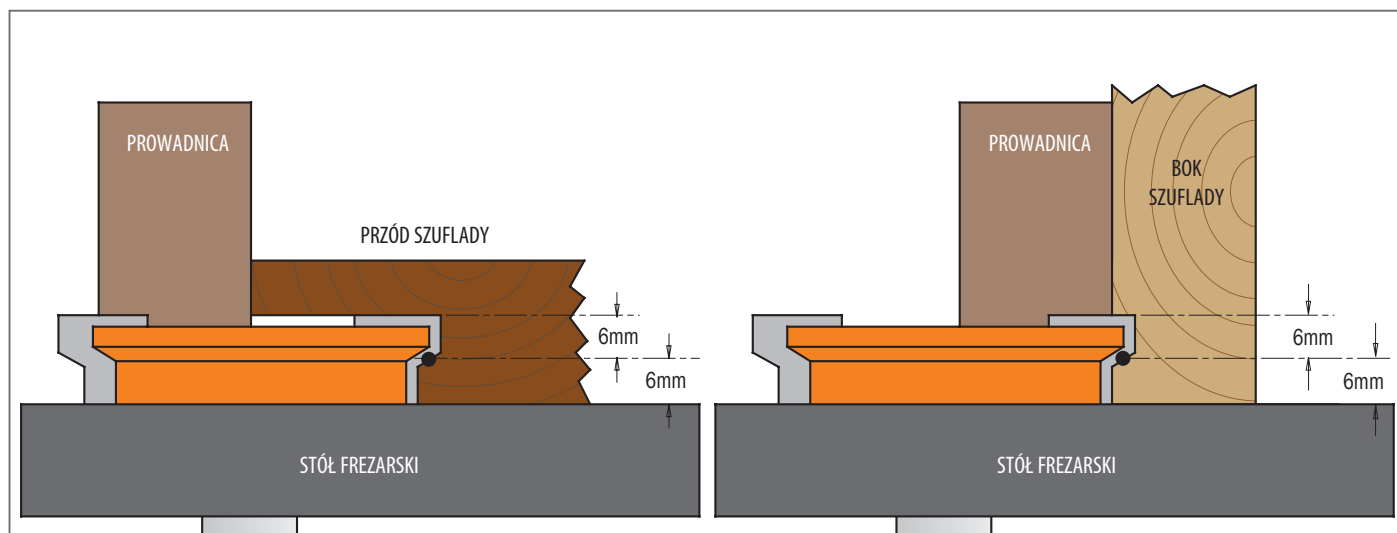 PROWADNICA
PRZÓD SZUFLADY
6mm
6mm
STÓŁ FREZARSKI
PROWADNICA
BOK
SZUFLADY
6mm
6mm
STÓŁ FREZARSKI